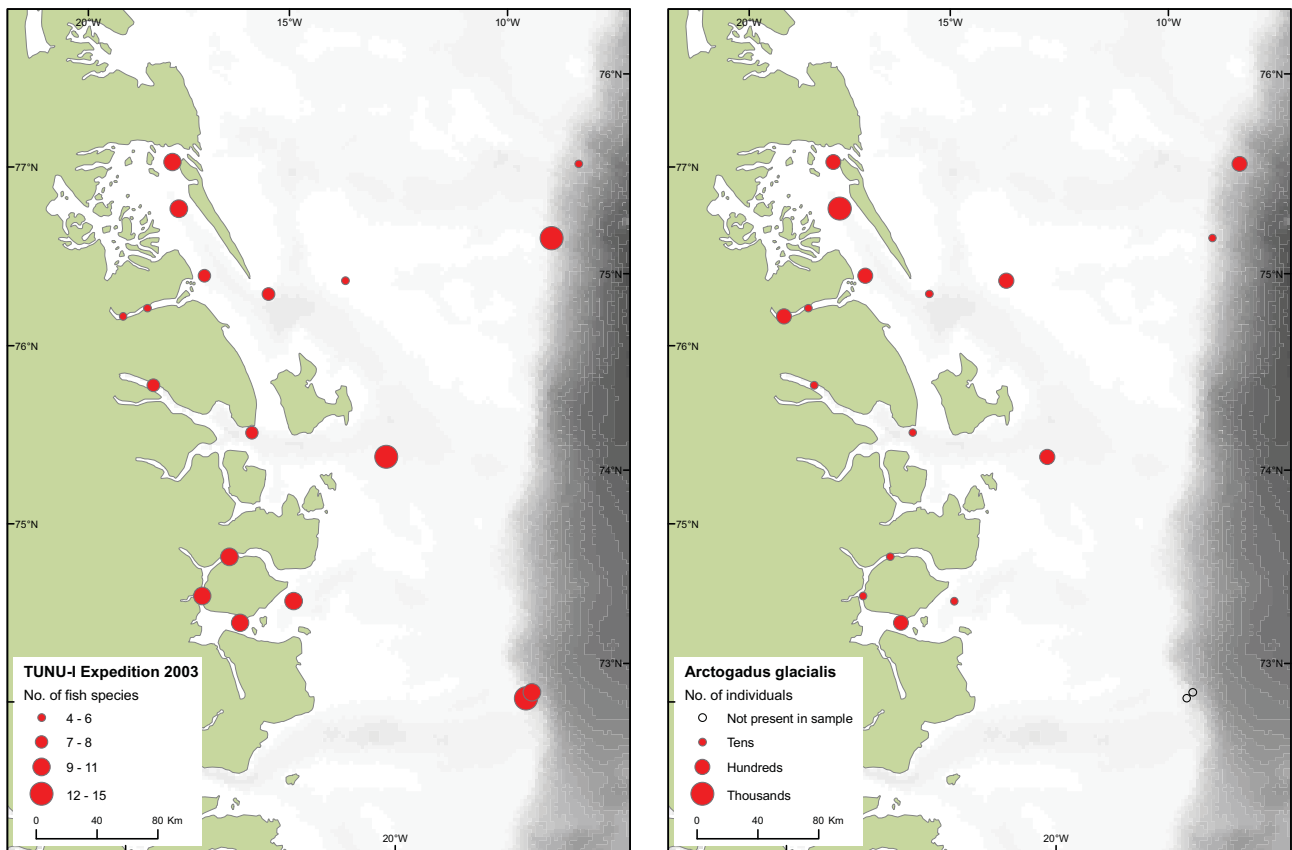 20°W 15°W 10°W
76°N
77°N
75°N
76°N
74°N
75°N
73°N
TUNU-I Expedition 2003
No. of fish species
4 - 6
7 - 8
9 - 11
12 - 15
0 40 80 Km
20°W
20°W 15°W 10°W
76°N
77°N
75°N
76°N
74°N
75°N
73°N
Arctogadus glacialis
No. of individuals
Not present in sample
Tens
Hundreds
Thousands
0 40 80 Km
20°W